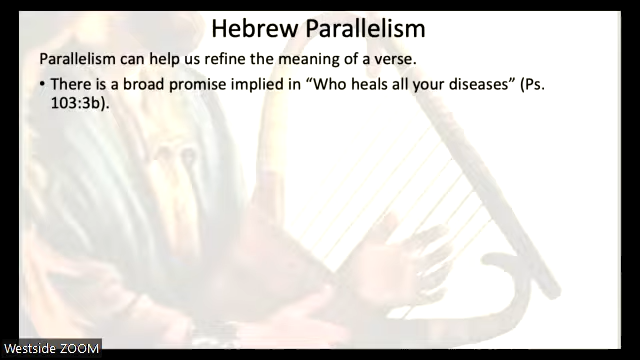 Hebrew Parallelism
Parallelism can help us refine the meaning of a verse.
• There is a broad promise implied in “Who heals all your diseases” (Ps.
103:3b).
Westside ZOOM